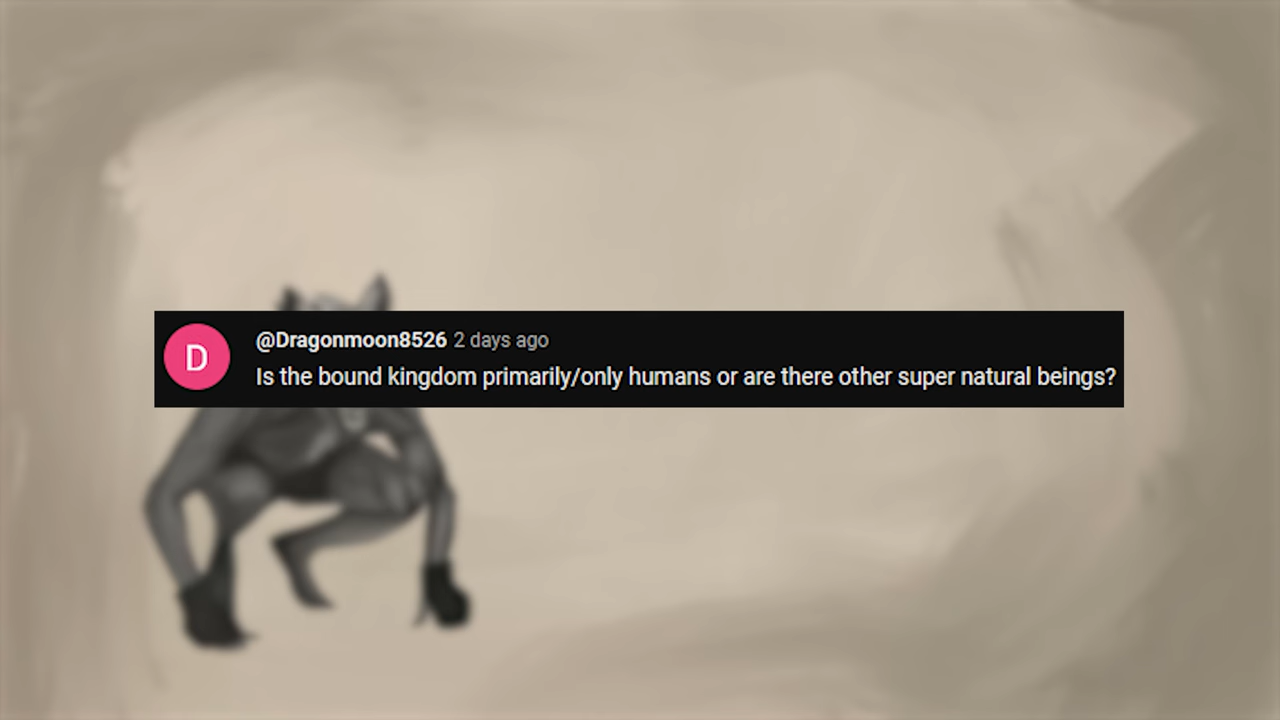 D
@Dragonmoon8526 2 days ago
Is the bound kingdom primarily/only humans or are there other super natural beings?